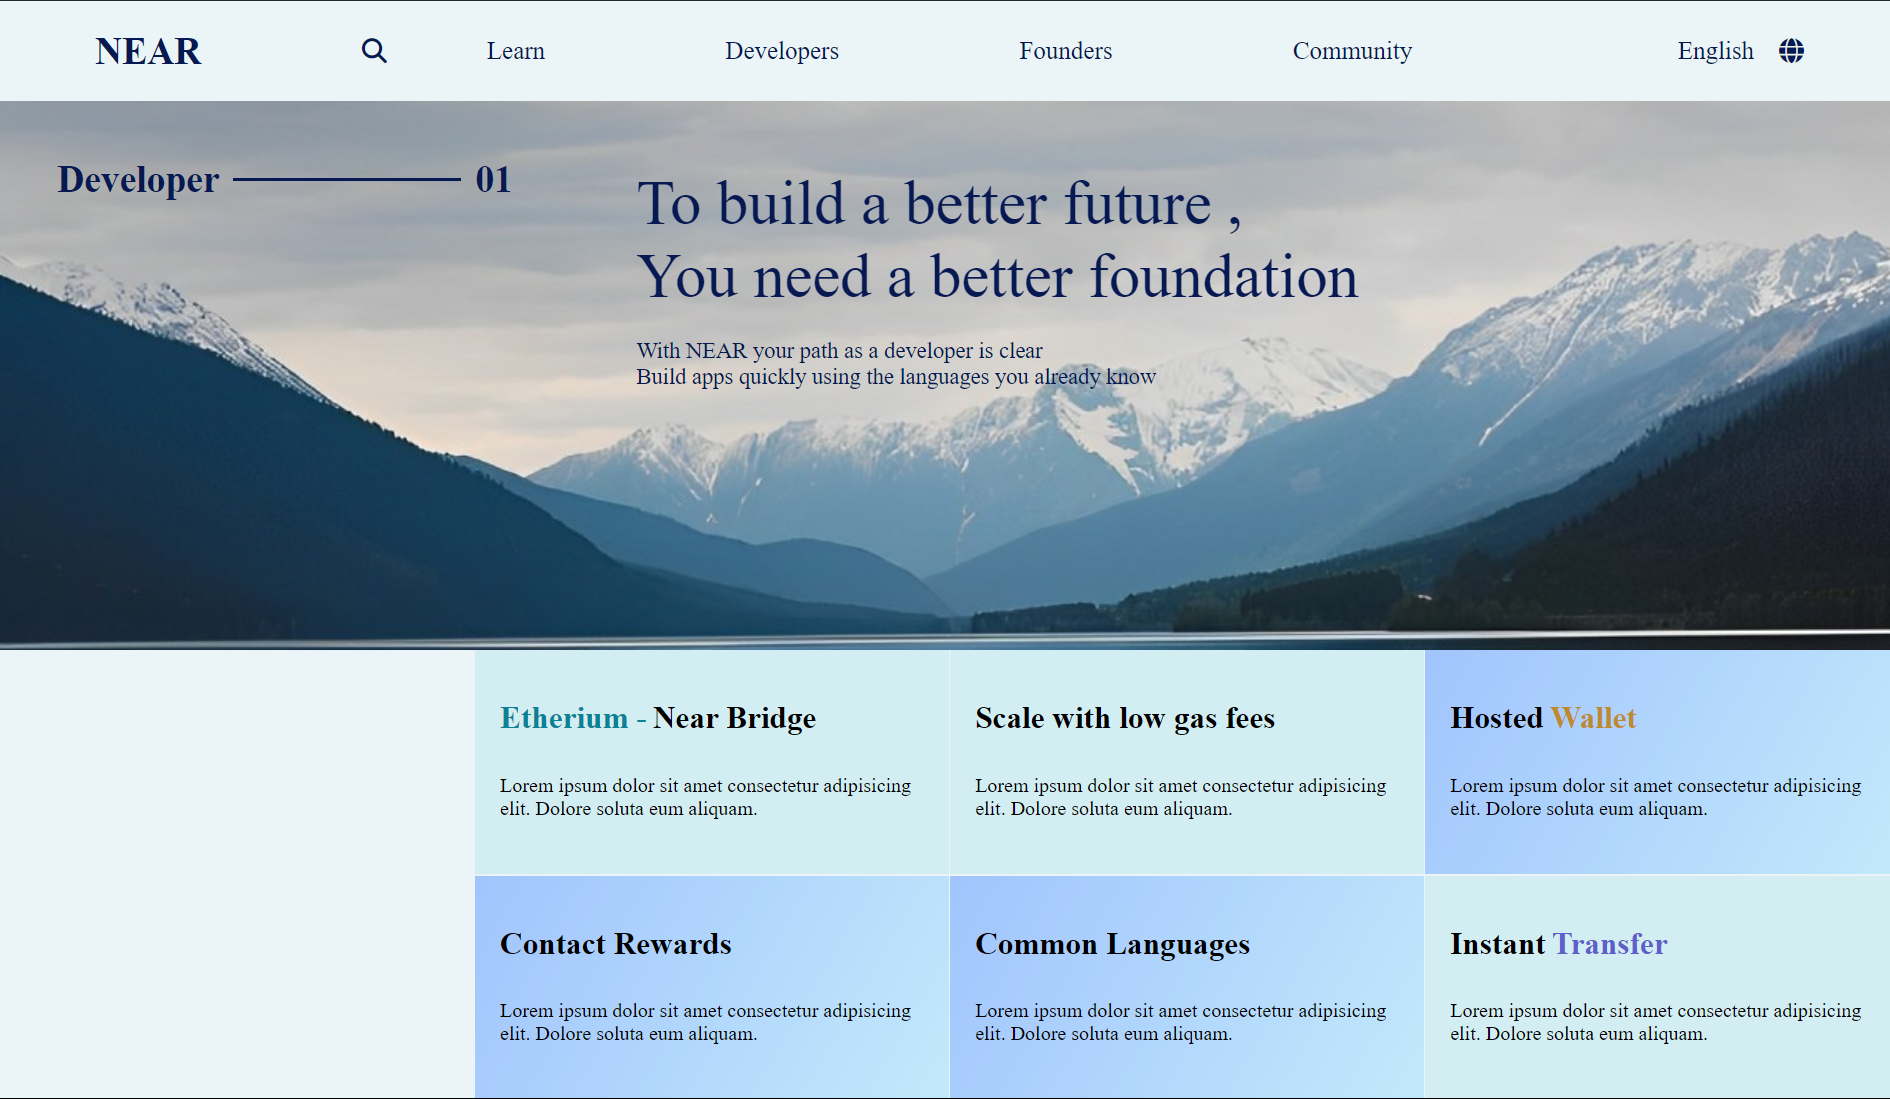 NEAR
Learn
Developers
Founders
Community
English
Developer
01
To build a better future ,
You need a better foundation
With NEAR your path as a developer is clear
Build apps quickly using the languages you already know
Etherium - Near Bridge
Lorem ipsum dolor sit amet consectetur adipisicing
elit. Dolore soluta eum aliquam.
Scale with low gas fees
Lorem ipsum dolor sit amet consectetur adipisicing
elit. Dolore soluta eum aliquam.
Hosted Wallet
Lorem ipsum dolor sit amet consectetur adipisicing
elit. Dolore soluta eum aliquam.
Contact Rewards
Lorem ipsum dolor sit amet consectetur adipisicing
elit. Dolore soluta eum aliquam.
Common Languages
Lorem ipsum dolor sit amet consectetur adipisicing
elit. Dolore soluta eum aliquam.
Instant Transfer
Lorem ipsum dolor sit amet consectetur adipisicing
elit. Dolore soluta eum aliquam.